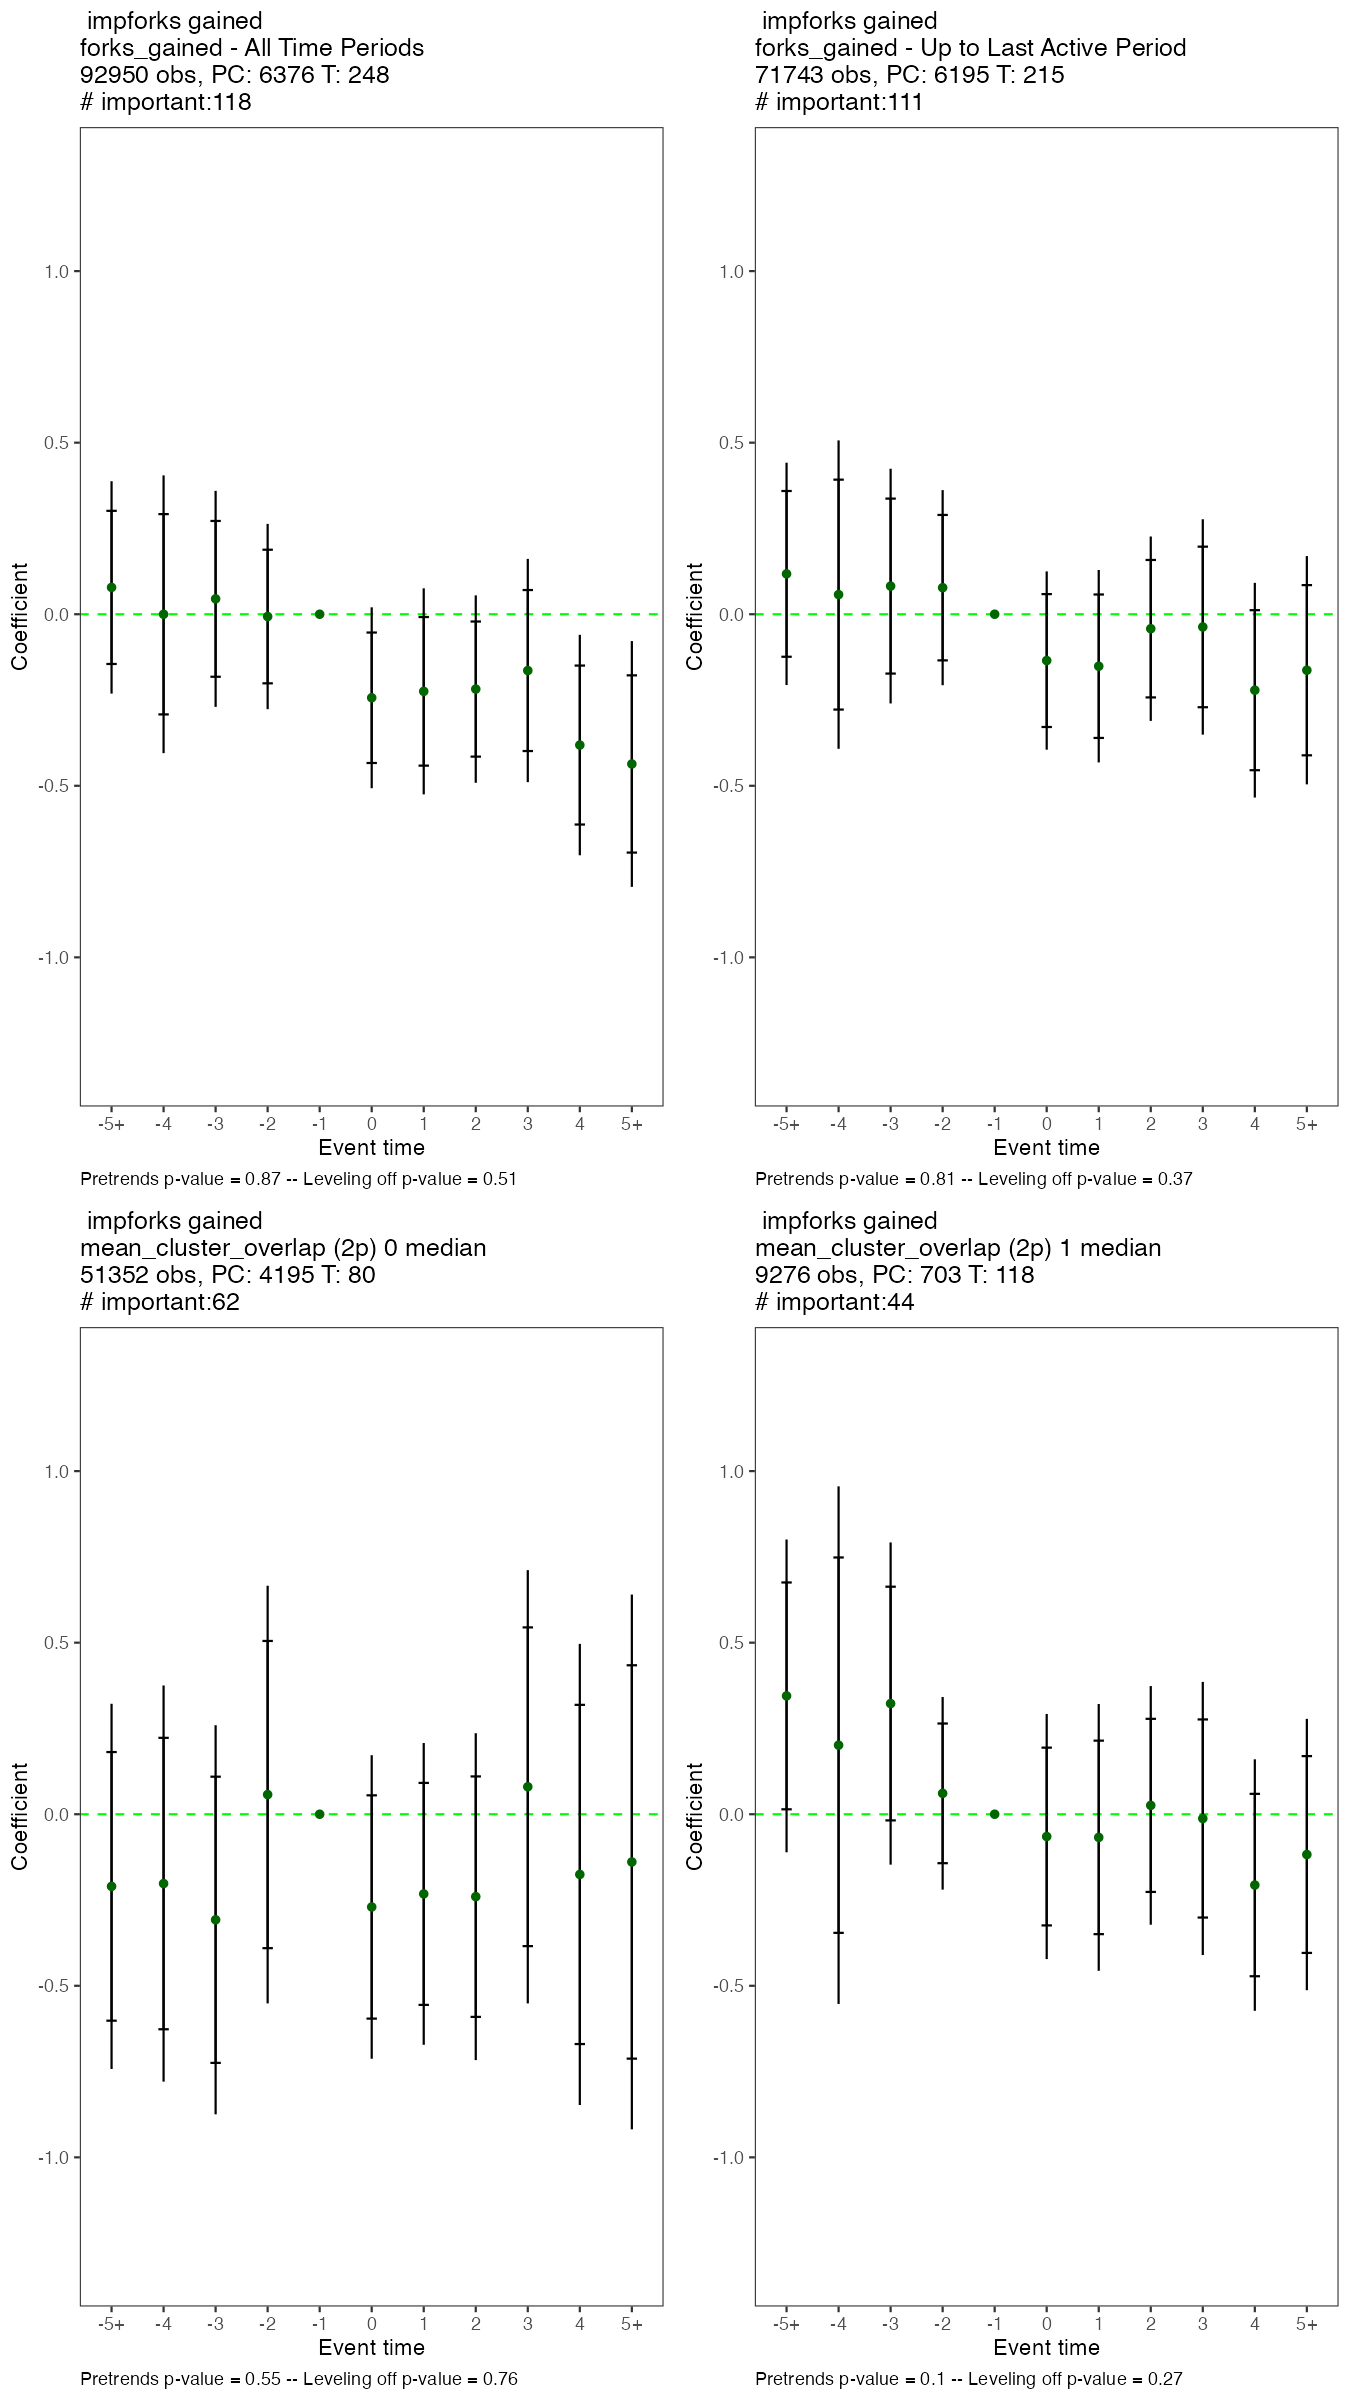 impforks gained
forks_gained - All Time Periods
92950 obs, PC: 6376 T: 248
# important:118
Coefficient
1.0
0.5
0.0
-0.5
-1.0
-5+ -4 -3 -2 -1 0 1 2 3 4 5+
Event time
Pretrends p-value = 0.87 -- Leveling off p-value = 0.51
impforks gained
forks_gained - Up to Last Active Period
71743 obs, PC: 6195 T: 215
# important:111
Coefficient
1.0
0.5
0.0
-0.5
-1.0
-5+ -4 -3 -2 -1 0 1 2 3 4 5+
Event time
Pretrends p-value = 0.81 -- Leveling off p-value = 0.37
impforks gained
mean_cluster_overlap (2p) 0 median
51352 obs, PC: 4195 T: 80
# important:62
Coefficient
1.0
0.5
0.0
-0.5
-1.0
-5+ -4 -3 -2 -1 0 1 2 3 4 5+
Event time
Pretrends p-value = 0.55 -- Leveling off p-value = 0.76
impforks gained
mean_cluster_overlap (2p) 1 median
9276 obs, PC: 703 T: 118
# important:44
Coefficient
1.0
0.5
0.0
-0.5
-1.0
-5+ -4 -3 -2 -1 0 1 2 3 4 5+
Event time
Pretrends p-value = 0.1 -- Leveling off p-value = 0.27